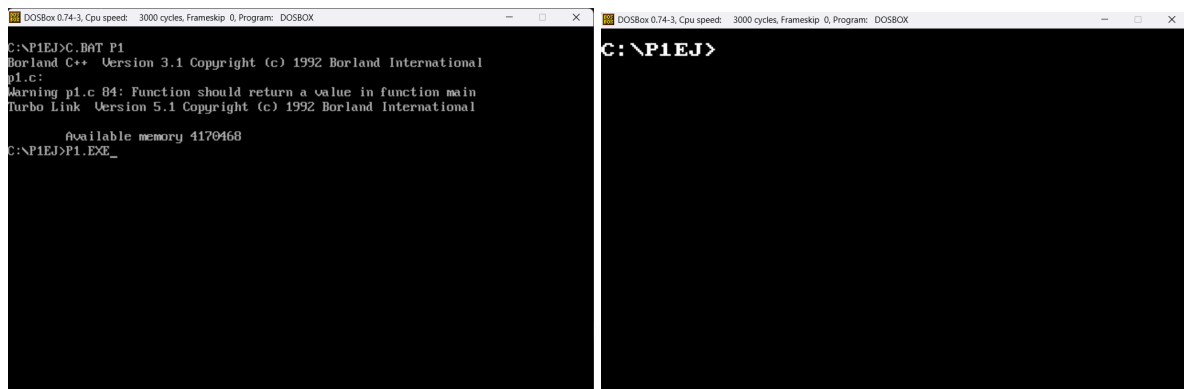 DOSBox 0.74-3, Cpu speed: 3000 cycles, Frameskip 0, Program: DOSBOX
C:\P1EJ>C.BAT P1
Borland C++ Version 3.1 Copyright (c) 1992 Borland International
p1.c:
Warning p1.c 84: Function should return a value in function main
Turbo Link Version 5.1 Copyright (c) 1992 Borland International
Available memory 4170468
C:\P1EJ>P1.EXE_
DOSBox 0.74-3, Cpu speed: 3000 cycles, Frameskip 0, Program: DOSBOX
C:\P1EJ>